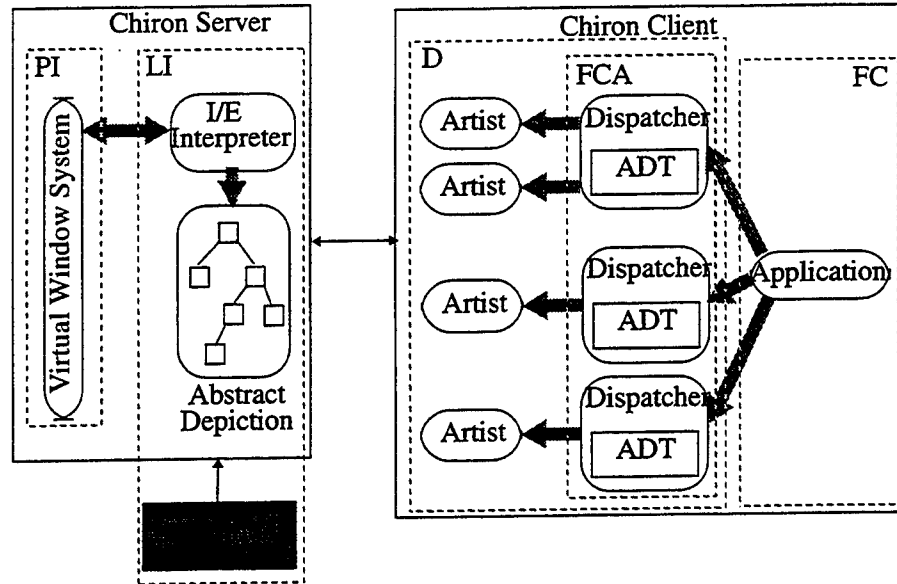 Chiron Server
PI
LI
Virtual Window System
I/E
Interpreter
Abstract
Depiction
Chiron Client
D
FCA
FC
Artist
Dispatcher
ADT
Artist
Artist
Dispatcher
ADT
Application
Artist
Dispatcher
ADT